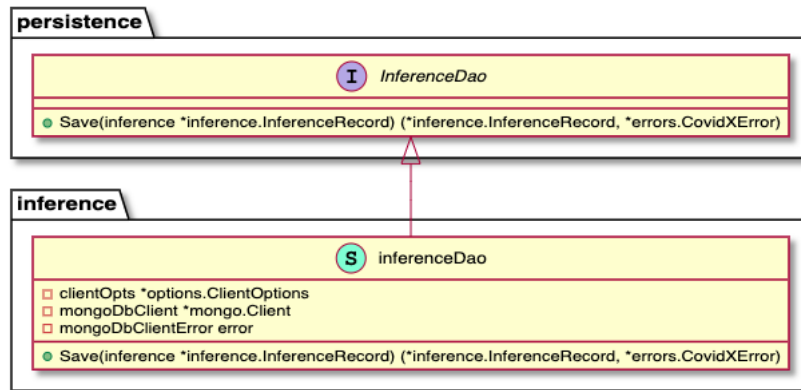 persistence
I InferenceDao
Save(inference *inference.InferenceRecord) (*inference.InferenceRecord, *errors.CovidXError)
inference
S inferenceDao
clientOpts *options.ClientOptions
mongoDbClient *mongo.Client
mongoDbClientError error
Save(inference *inference.InferenceRecord) (*inference.InferenceRecord, *errors.CovidXError)